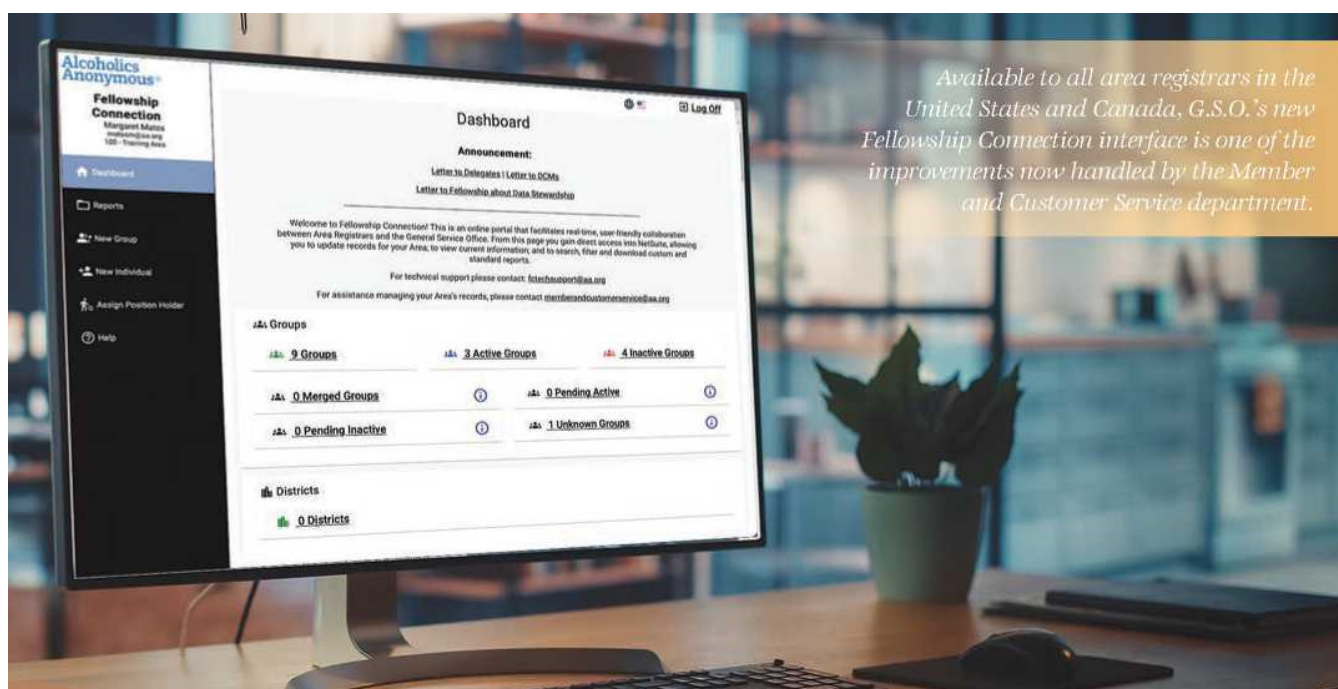 Alcoholics
Anonymous®
Fellowship
Connection
Margaret Matos
matosm@aa.org
120 - Training Area
Dashboard
Reports
New Group
New Individual
Assign Position Holder
Help
Log Off
Dashboard
Announcement:
Letter to Delegates | Letter to DCMs
Letter to Fellowship about Data Stewardship
Welcome to Fellowship Connection! This is an online portal that facilitates real-time, user-friendly collaboration
between Area Registrars and the General Service Office. From this page you gain direct access into NetSuite, allowing
you to update records for your Area; to view current information; and to search, filter and download custom and
standard reports.
For technical support please contact: fctechsupport@aa.org
For assistance managing your Area's records, please contact memberandcustomerservice@aa.org
Groups
9 Groups
3 Active Groups
4 Inactive Groups
0 Merged Groups
0 Pending Active
0 Pending Inactive
1 Unknown Groups
Districts
0 Districts
Available to all area registrars in the
United States and Canada, G.S.O.'s new
Fellowship Connection interface is one of the
improvements now handled by the Member
and Customer Service department.